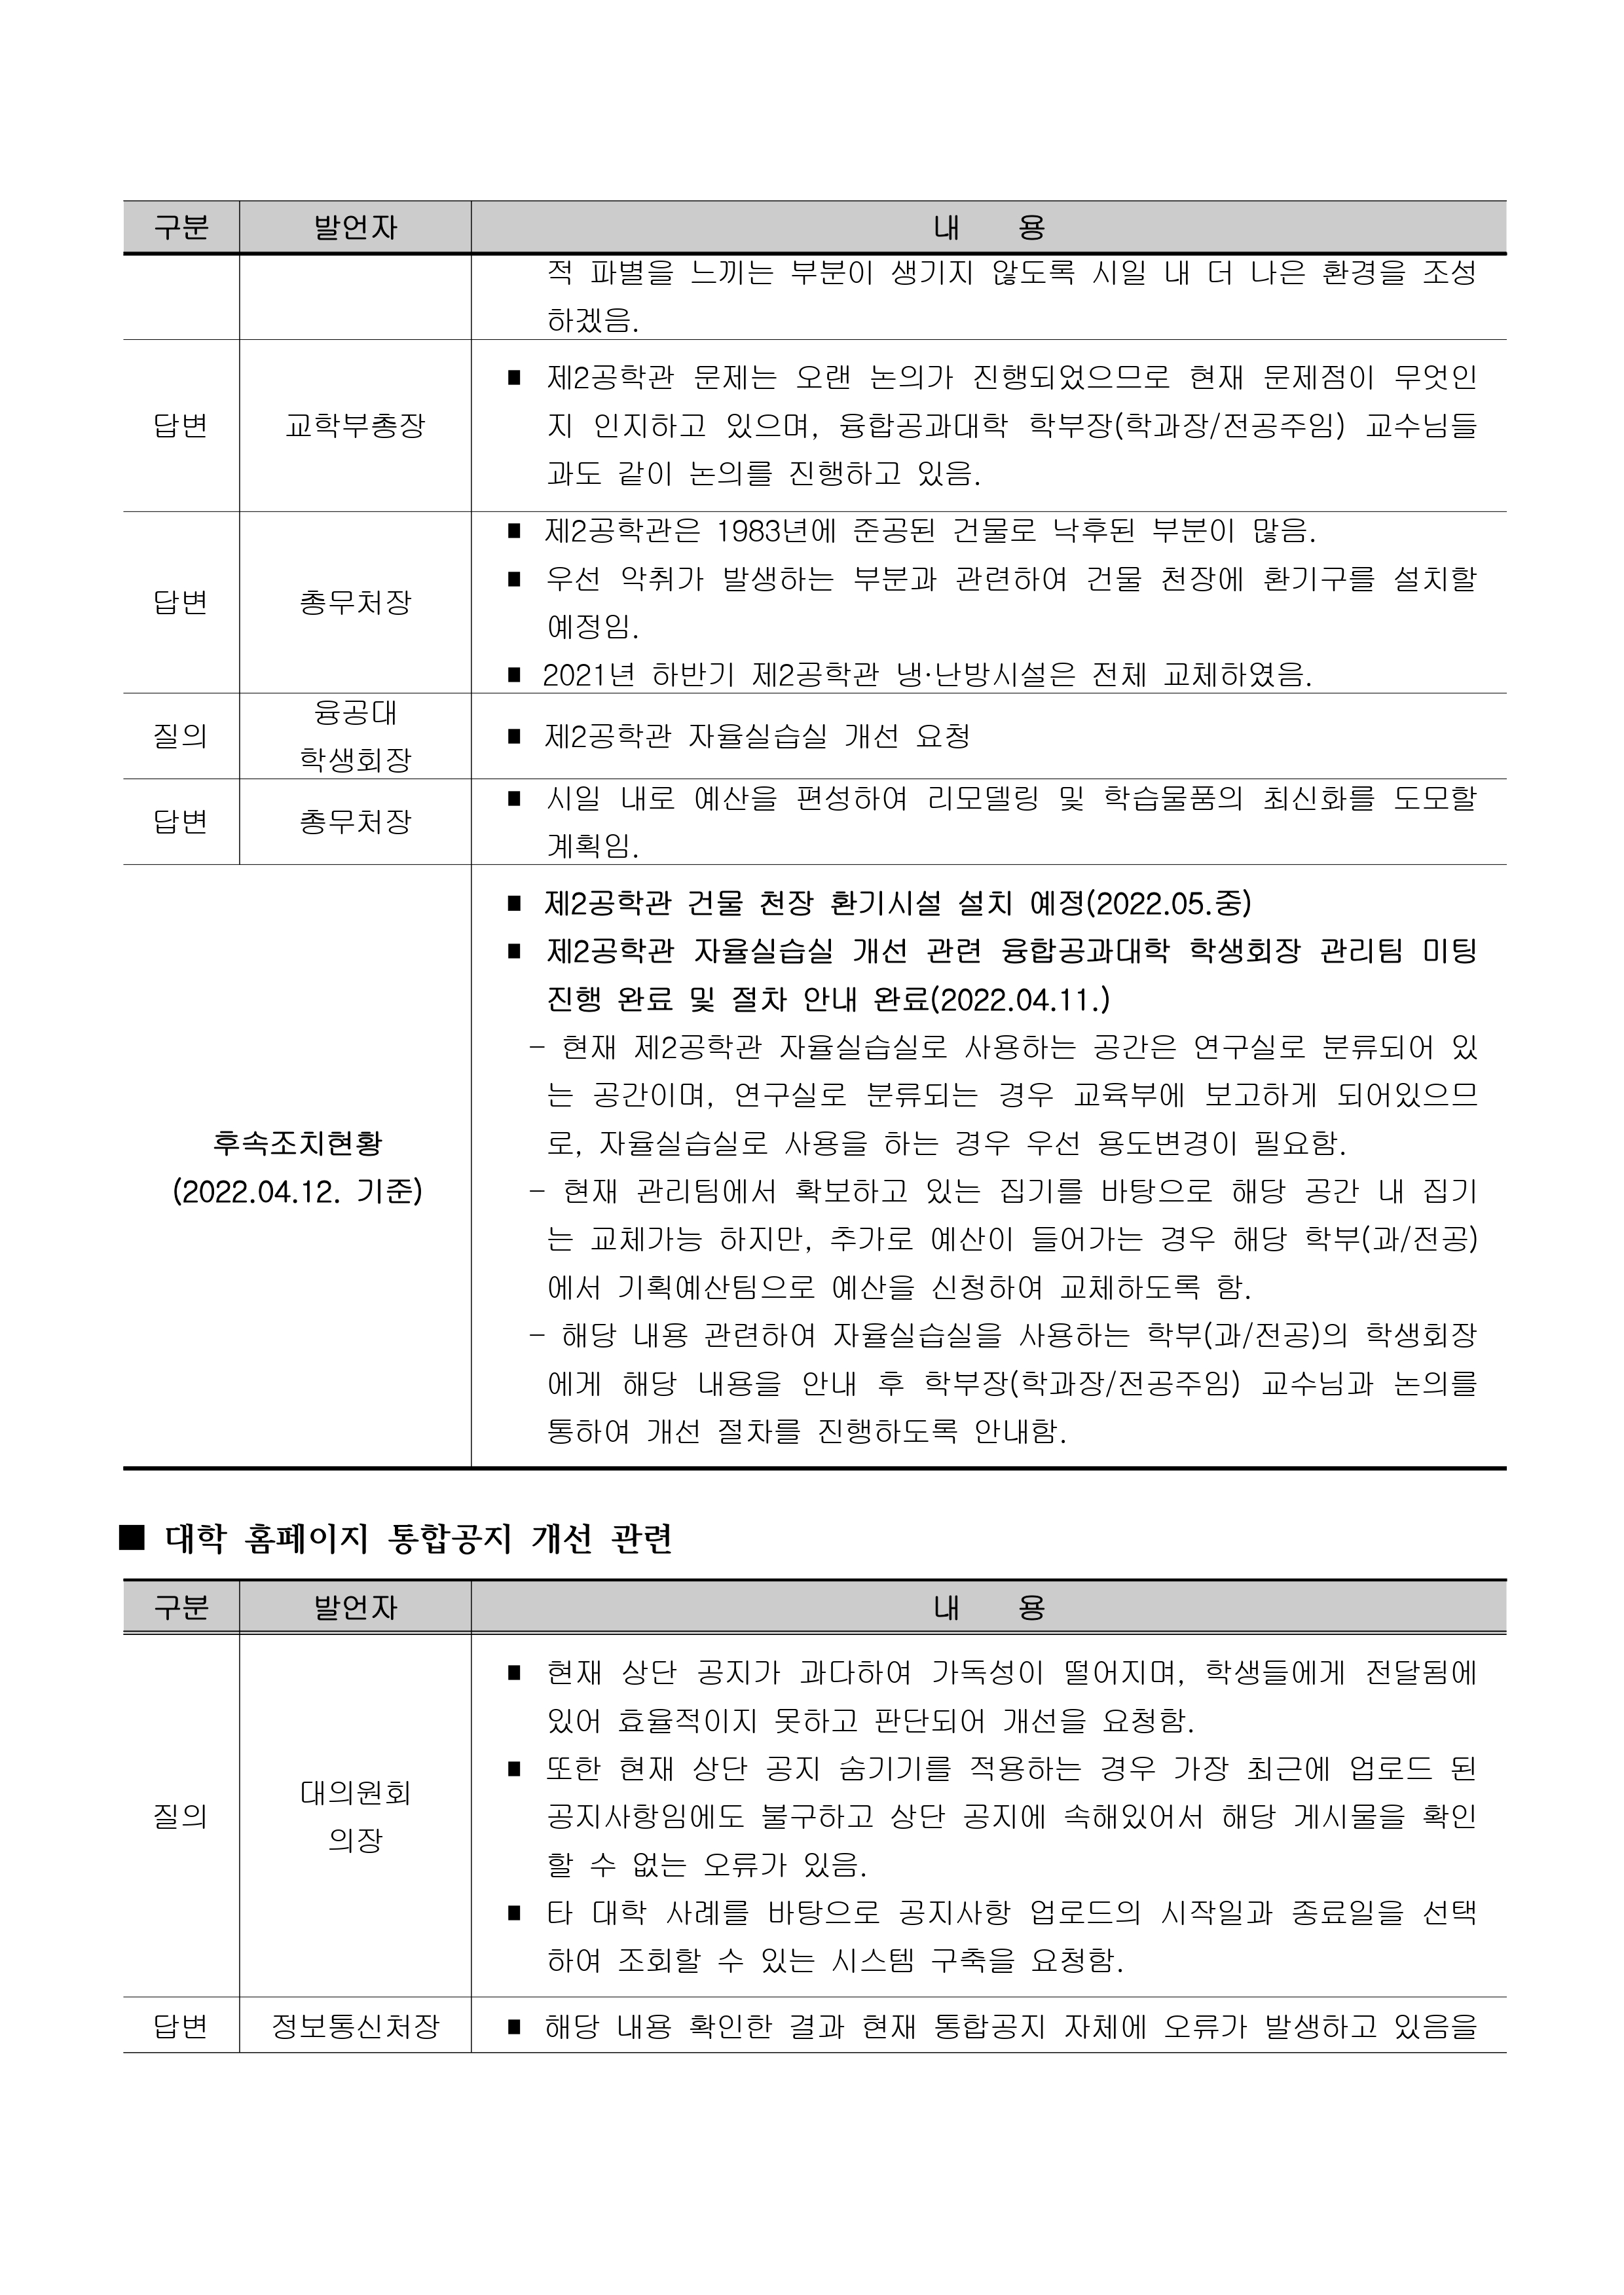 구분 발언자 내 용
적 파별을 느끼는 부분이 생기지 않도록 시일 내 더 나은 환경을 조성
하겠음.
답변 교학부총장
■ 제2공학관 문제는 오랜 논의가 진행되었으므로 현재 문제점이 무엇인
지 인지하고 있으며, 융합공과대학 학부장(학과장/전공주임) 교수님들
과도 같이 논의를 진행하고 있음.
답변 총무처장
■ 제2공학관은 1983년에 준공된 건물로 낙후된 부분이 많음.
■ 우선 악취가 발생하는 부분과 관련하여 건물 천장에 환기구를 설치할
예정임.
■ 2021년 하반기 제2공학관 냉·난방시설은 전체 교체하였음.
질의 융공대
학생회장
■ 제2공학관 자율실습실 개선 요청
답변 총무처장
■ 시일 내로 예산을 편성하여 리모델링 및 학습물품의 최신화를 도모할
계획임.
후속조치현황
(2022.04.12. 기준)
■ 제2공학관 건물 천장 환기시설 설치 예정(2022.05.중)
■ 제2공학관 자율실습실 개선 관련 융합공과대학 학생회장 관리팀 미팅
진행 완료 및 절차 안내 완료(2022.04.11.)
- 현재 제2공학관 자율실습실로 사용하는 공간은 연구실로 분류되어 있
는 공간이며, 연구실로 분류되는 경우 교육부에 보고하게 되어있으므
로, 자율실습실로 사용을 하는 경우 우선 용도변경이 필요함.
- 현재 관리팀에서 확보하고 있는 집기를 바탕으로 해당 공간 내 집기
는 교체가능 하지만, 추가로 예산이 들어가는 경우 해당 학부(과/전공)
에서 기획예산팀으로 예산을 신청하여 교체하도록 함.
- 해당 내용 관련하여 자율실습실을 사용하는 학부(과/전공)의 학생회장
에게 해당 내용을 안내 후 학부장(학과장/전공주임) 교수님과 논의를
통하여 개선 절차를 진행하도록 안내함.
■ 대학 홈페이지 통합공지 개선 관련
구분 발언자 내 용
질의 대의원회
의장
■ 현재 상단 공지가 과다하여 가독성이 떨어지며, 학생들에게 전달됨에
있어 효율적이지 못하고 판단되어 개선을 요청함.
■ 또한 현재 상단 공지 숨기기를 적용하는 경우 가장 최근에 업로드 된
공지사항임에도 불구하고 상단 공지에 속해있어서 해당 게시물을 확인
할 수 없는 오류가 있음.
■ 타 대학 사례를 바탕으로 공지사항 업로드의 시작일과 종료일을 선택
하여 조회할 수 있는 시스템 구축을 요청함.
답변 정보통신처장
■ 해당 내용 확인한 결과 현재 통합공지 자체에 오류가 발생하고 있음을